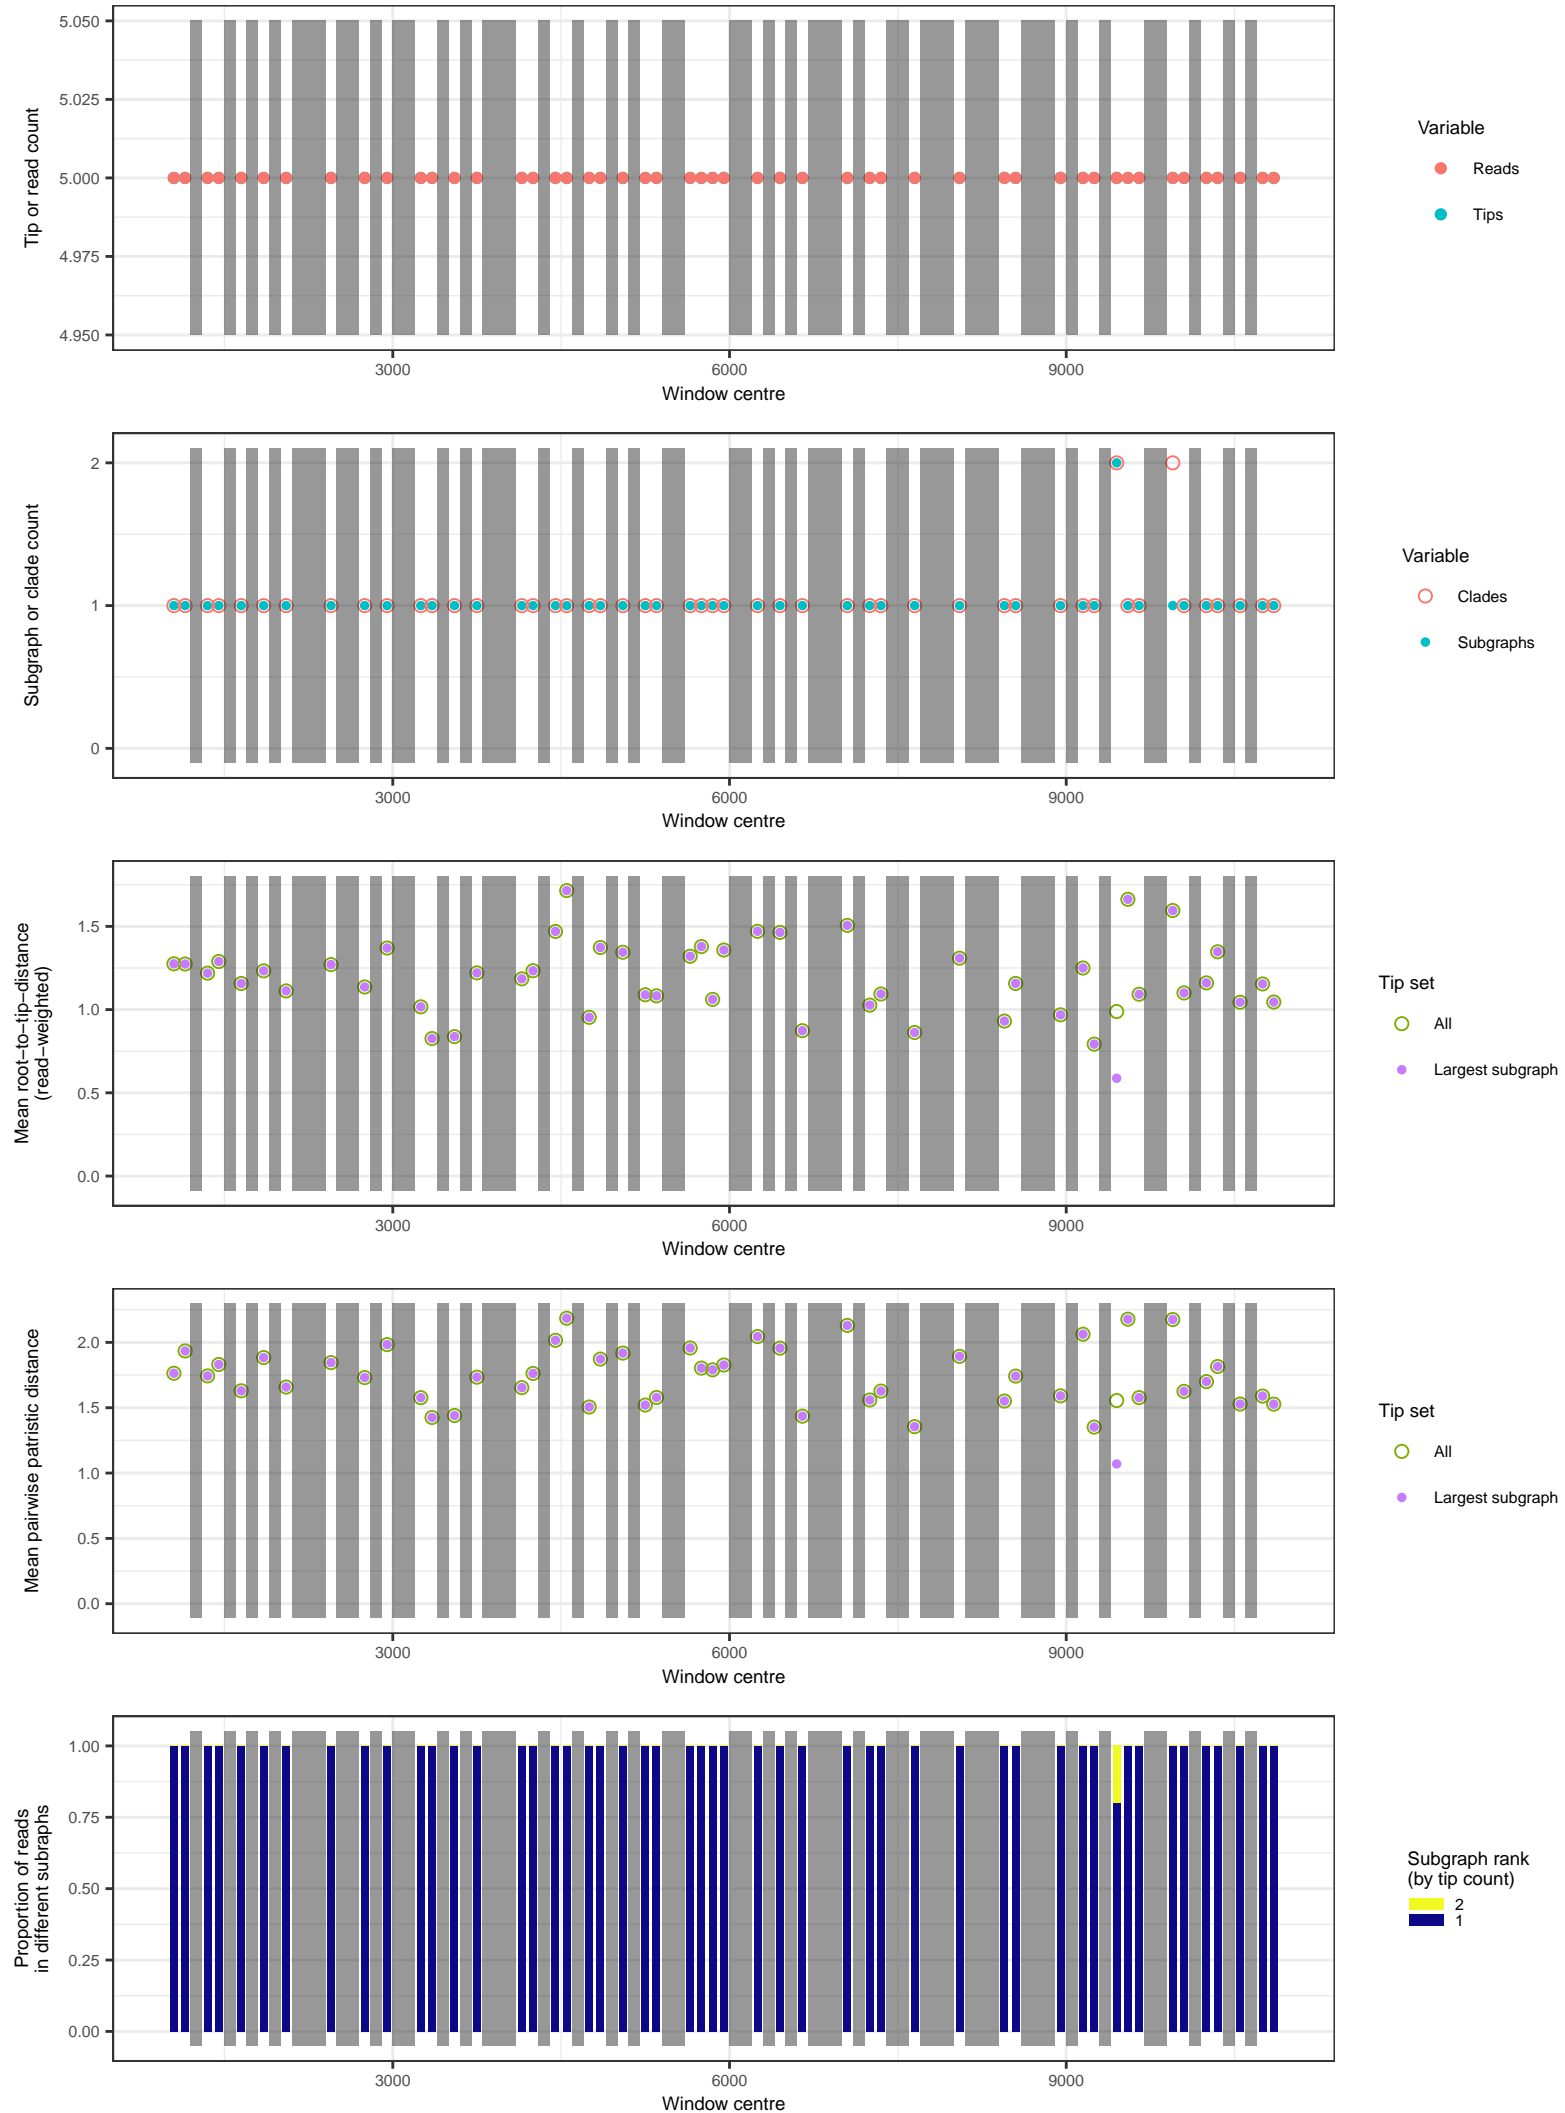 5.050
5.025
5.000
4.975
4.950
Tip or read count
3000
6000
9000
Window centre
Variable
Reads
Tips
2
1
0
Subgraph or clade count
3000
6000
9000
Window centre
Variable
Clades
Subgraphs
1.5
1.0
0.5
0.0
Mean root−to−tip−distance
(read−weighted)
3000
6000
9000
Window centre
Tip set
All
Largest subgraph
2.0
1.5
1.0
0.5
0.0
Mean pairwise patristic distance
3000
6000
9000
Window centre
Tip set
All
Largest subgraph
1.00
0.75
0.50
0.25
0.00
Proportion of reads
in different subraphs
3000
6000
9000
Window centre
Subgraph rank
(by tip count)
2
1